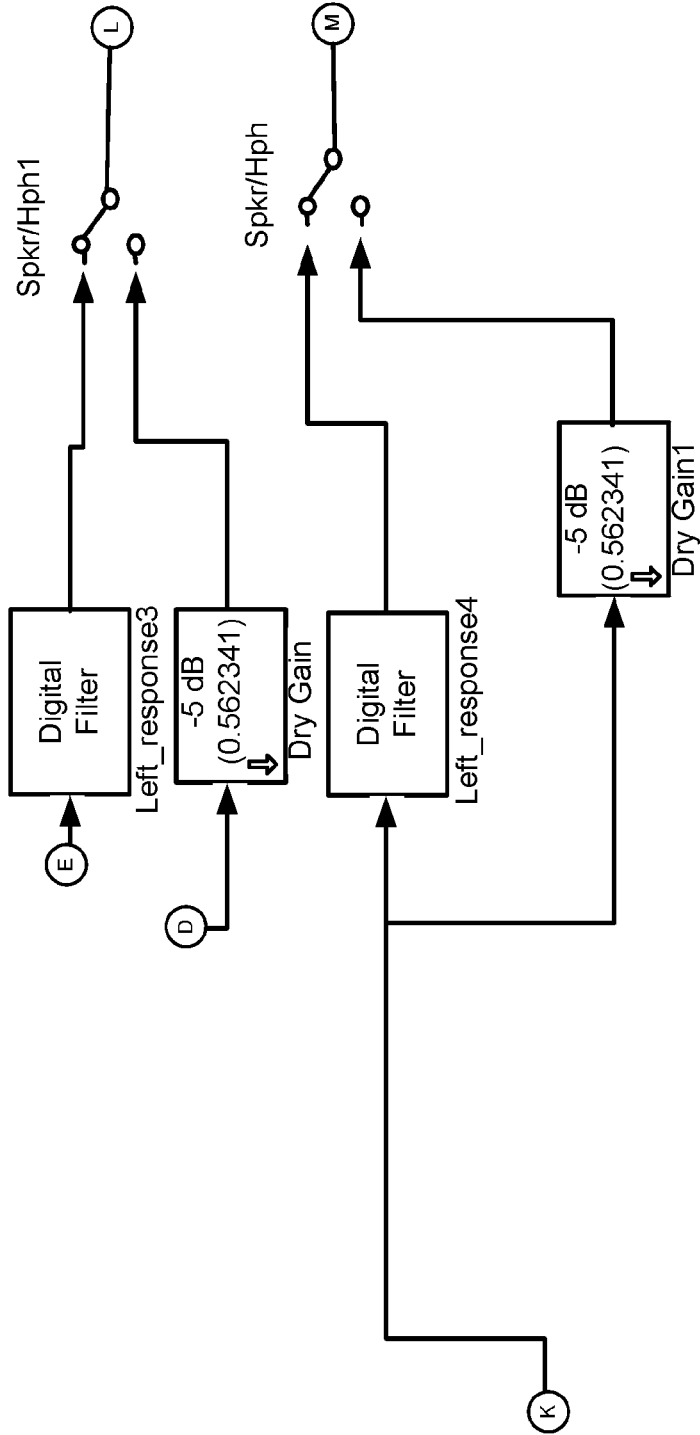 L
Spkr/Hph1
Digital
Filter
Left_response3
E
-5 dB
(0.562341)
Dry Gain
D
M
Spkr/Hph
Digital
Filter
Left_response4
-5 dB
(0.562341)
Dry Gain1
K